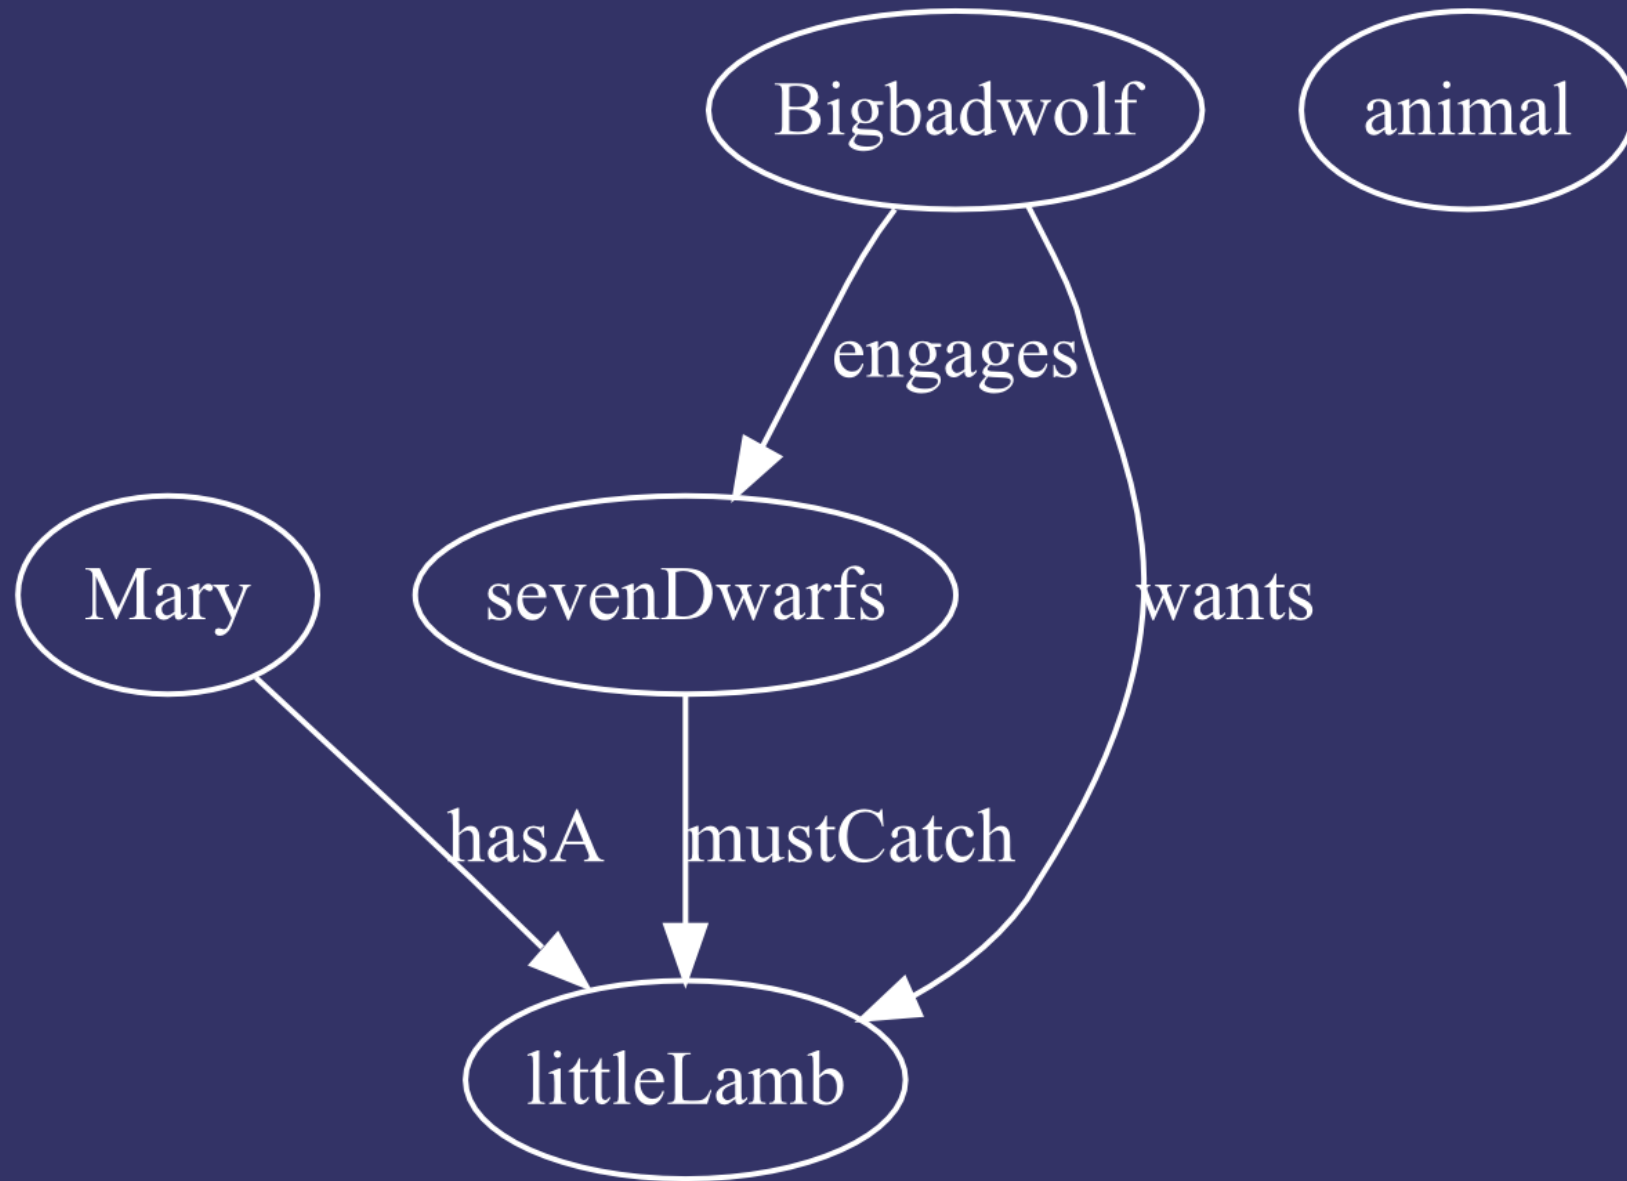 Bigbadwolf
animal
engages
Mary
sevenDwarfs
wants
hasA
mustCatch
littleLamb